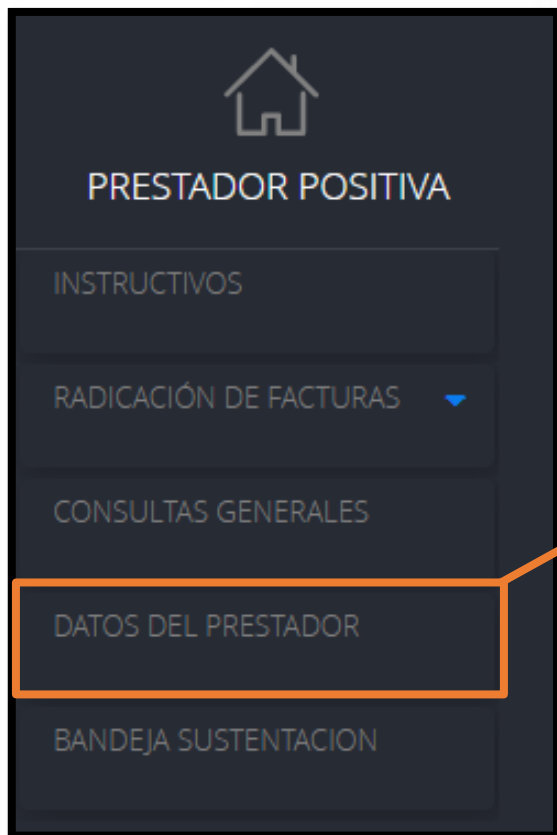 PRESTADOR POSITIVA
INSTRUCTIVOS
RADICACIÓN DE FACTURAS
CONSULTAS GENERALES
DATOS DEL PRESTADOR
BANDEJA SUSTENTACION